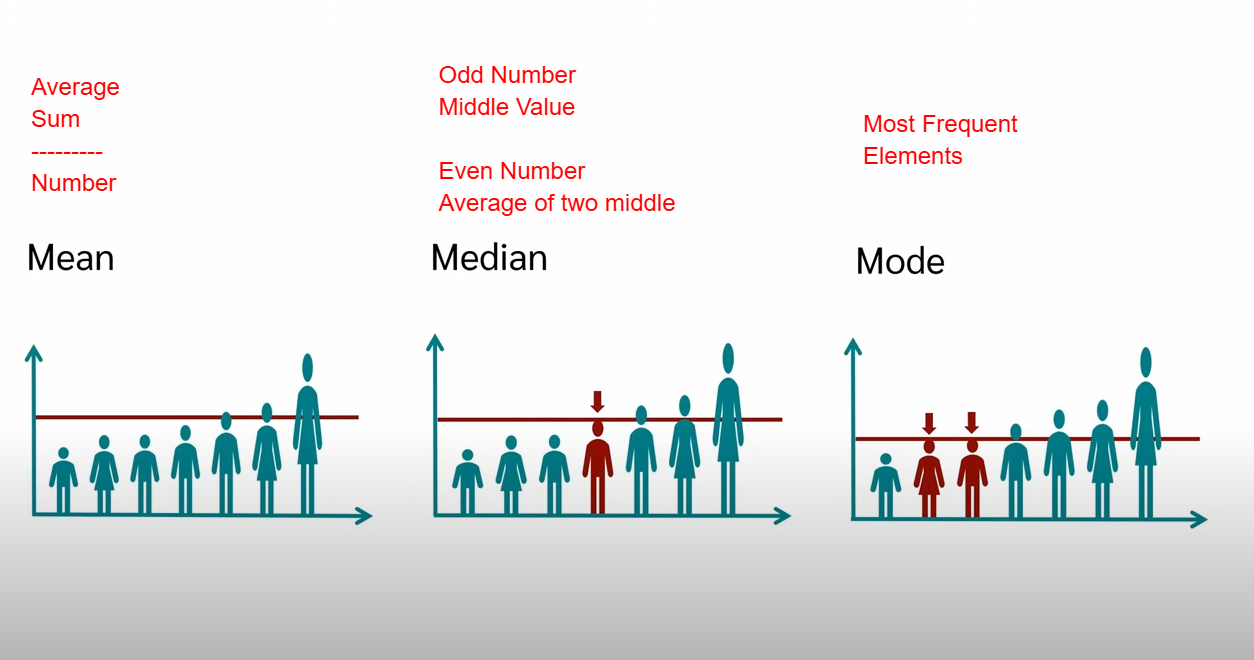 Average
Sum
---------
Number
Mean
Odd Number
Middle Value
Even Number
Average of two middle
Median
Most Frequent
Elements
Mode